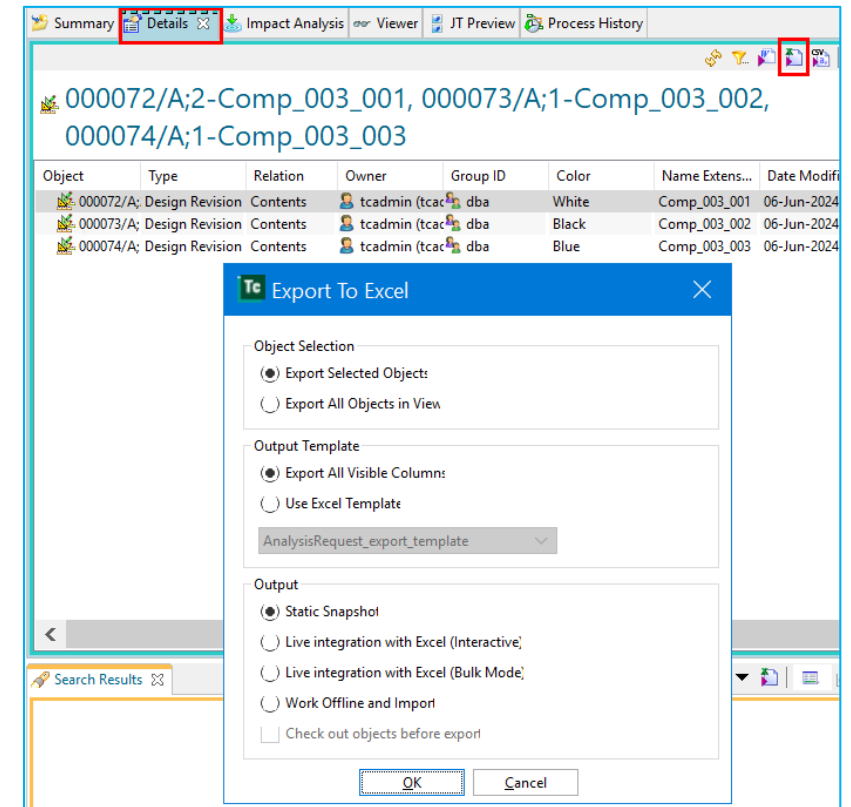 Summary Details Impact Analysis Viewer JT Preview Process History
CSV
000072/A;2-Comp_003_001, 000073/A;1-Comp_003_002,
000074/A;1-Comp_003_003
Object Type Relation Owner Group ID Color Name Extens... Date Modifi
000072/A; Design Revision Contents tcadmin (tcac dba White Comp_003_001 06-Jun-2024
000073/A; Design Revision Contents tcadmin (tcac dba Black Comp_003_002 06-Jun-2024
000074/A; Design Revision Contents tcadmin (tcac dba Blue Comp_003_003 06-Jun-2024
Tc Export To Excel
Object Selection
Export Selected Objects
Export All Objects in View
Output Template
Export All Visible Columns
Use Excel Template
AnalysisRequest_export_template
Output
Static Snapshot
Live integration with Excel (Interactive)
Live integration with Excel (Bulk Mode)
Work Offline and Import
Check out objects before export
OK Cancel
Search Results